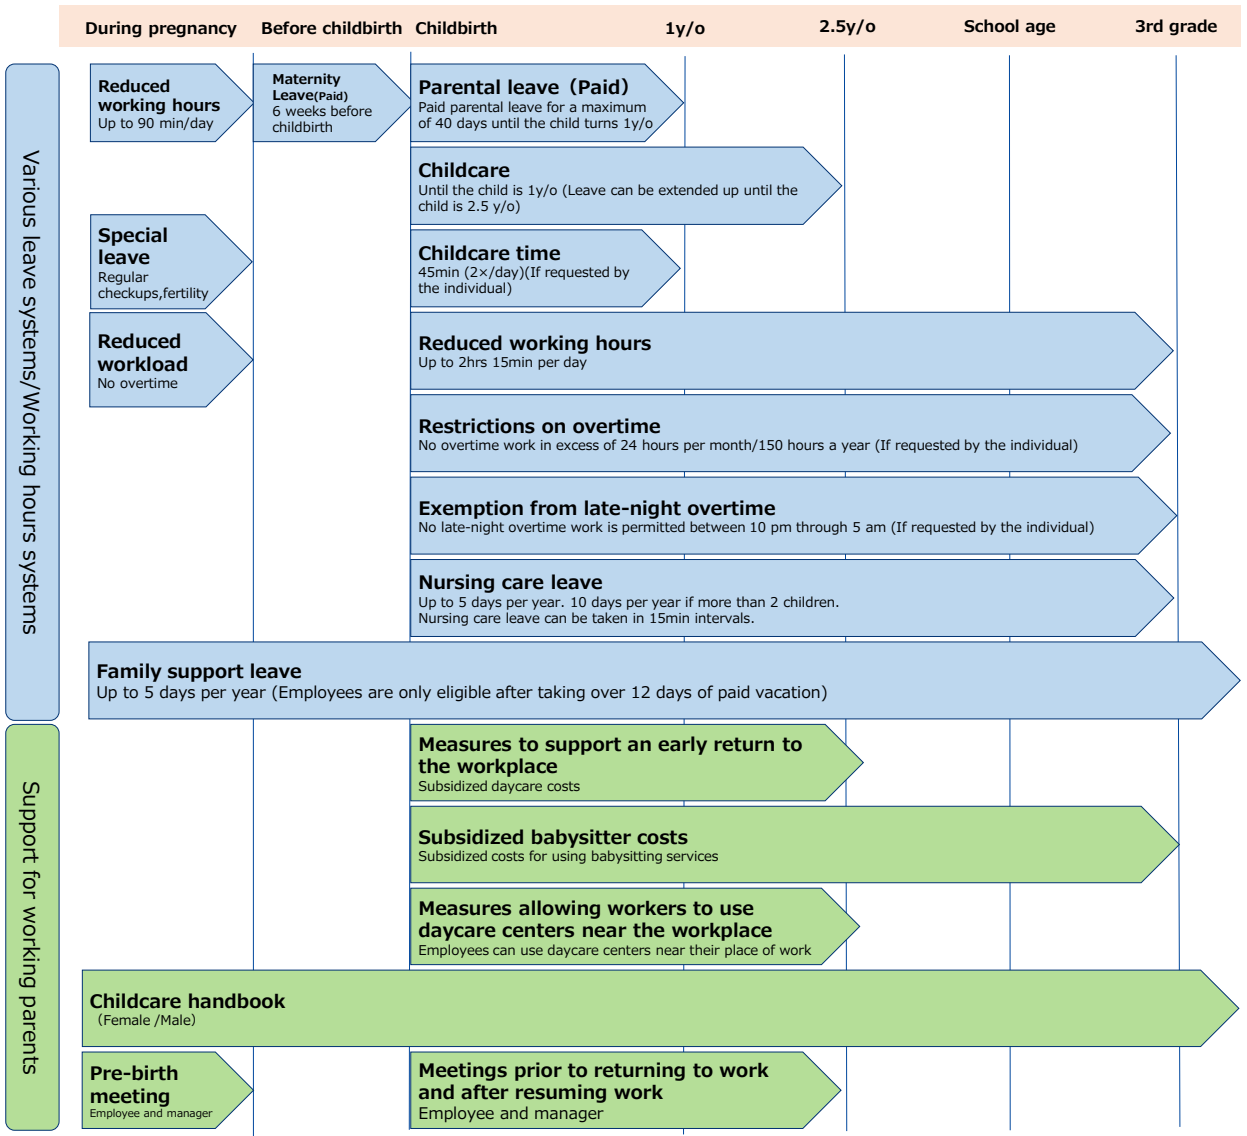 During pregnancy
Before childbirth
Childbirth
1y/o
2.5y/o
School age
3rd grade
Various leave systems/Working hours systems
Reduced
working hours
Up to 90 min/day
Maternity
Leave(Paid)
6 weeks before
childbirth
Parental leave（Paid）
Paid parental leave for a maximum
of 40 days until the child turns 1y/o
Childcare
Until the child is 1y/o (Leave can be extended up until the
child is 2.5 y/o)
Special
leave
Regular
checkups,fertility
Childcare time
45min (2×/day)(If requested by
the individual)
Reduced
workload
No overtime
Reduced working hours
Up to 2hrs 15min per day
Restrictions on overtime
No overtime work in excess of 24 hours per month/150 hours a year (If requested by the individual)
Exemption from late-night overtime
No late-night overtime work is permitted between 10 pm through 5 am (If requested by the individual)
Nursing care leave
Up to 5 days per year. 10 days per year if more than 2 children.
Nursing care leave can be taken in 15min intervals.
Family support leave
Up to 5 days per year (Employees are only eligible after taking over 12 days of paid vacation)
Support for working parents
Measures to support an early return to
the workplace
Subsidized daycare costs
Subsidized babysitter costs
Subsidized costs for using babysitting services
Measures allowing workers to use
daycare centers near the workplace
Employees can use daycare centers near their place of work
Childcare handbook
（Female /Male）
Pre-birth
meeting
Employee and manager
Meetings prior to returning to work
and after resuming work
Employee and manager